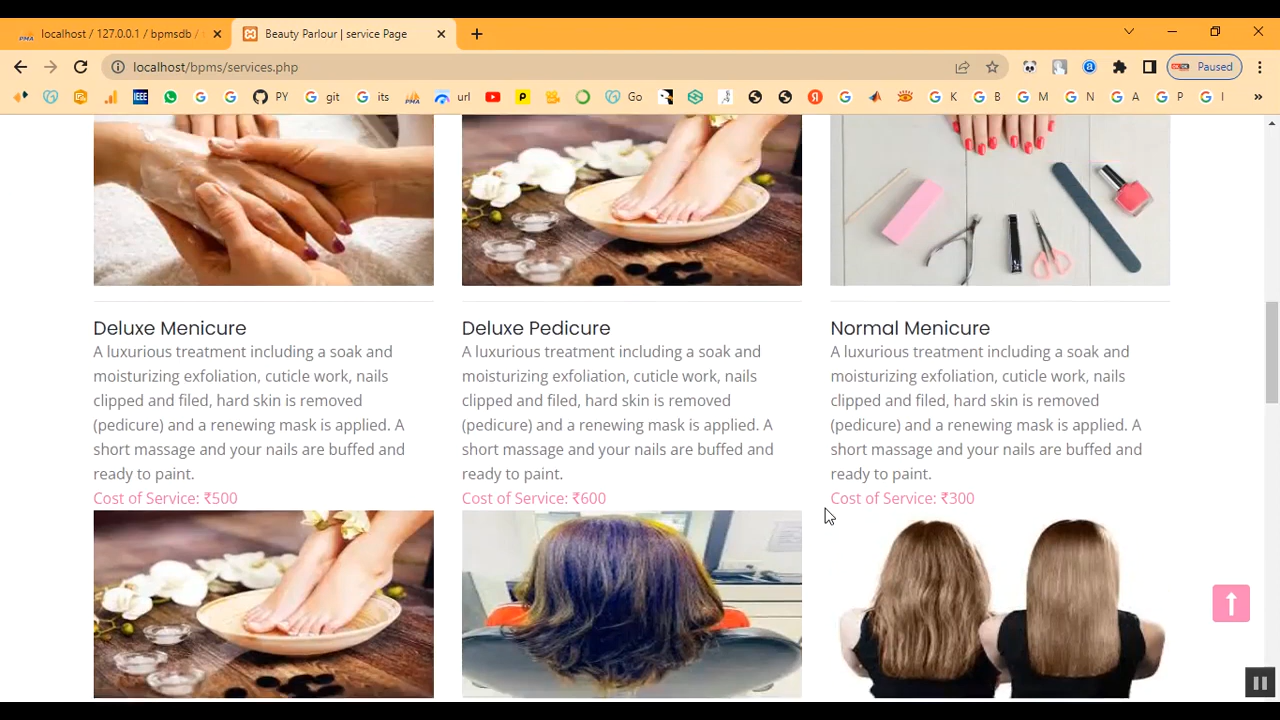 localhost / 127.0.0.1 / bpmsdb /
Beauty Parlour | service Page
localhost/bpms/services.php
Paused
IEEE
PY
git
its
url
Go
K
B
M
N
A
P
I
»
Deluxe Menicure
A luxurious treatment including a soak and
moisturizing exfoliation, cuticle work, nails
clipped and filed, hard skin is removed
(pedicure) and a renewing mask is applied. A
short massage and your nails are buffed and
ready to paint.
Cost of Service: ₹500
Deluxe Pedicure
A luxurious treatment including a soak and
moisturizing exfoliation, cuticle work, nails
clipped and filed, hard skin is removed
(pedicure) and a renewing mask is applied. A
short massage and your nails are buffed and
ready to paint.
Cost of Service: ₹600
Normal Menicure
A luxurious treatment including a soak and
moisturizing exfoliation, cuticle work, nails
clipped and filed, hard skin is removed
(pedicure) and a renewing mask is applied. A
short massage and your nails are buffed and
ready to paint.
Cost of Service: ₹300